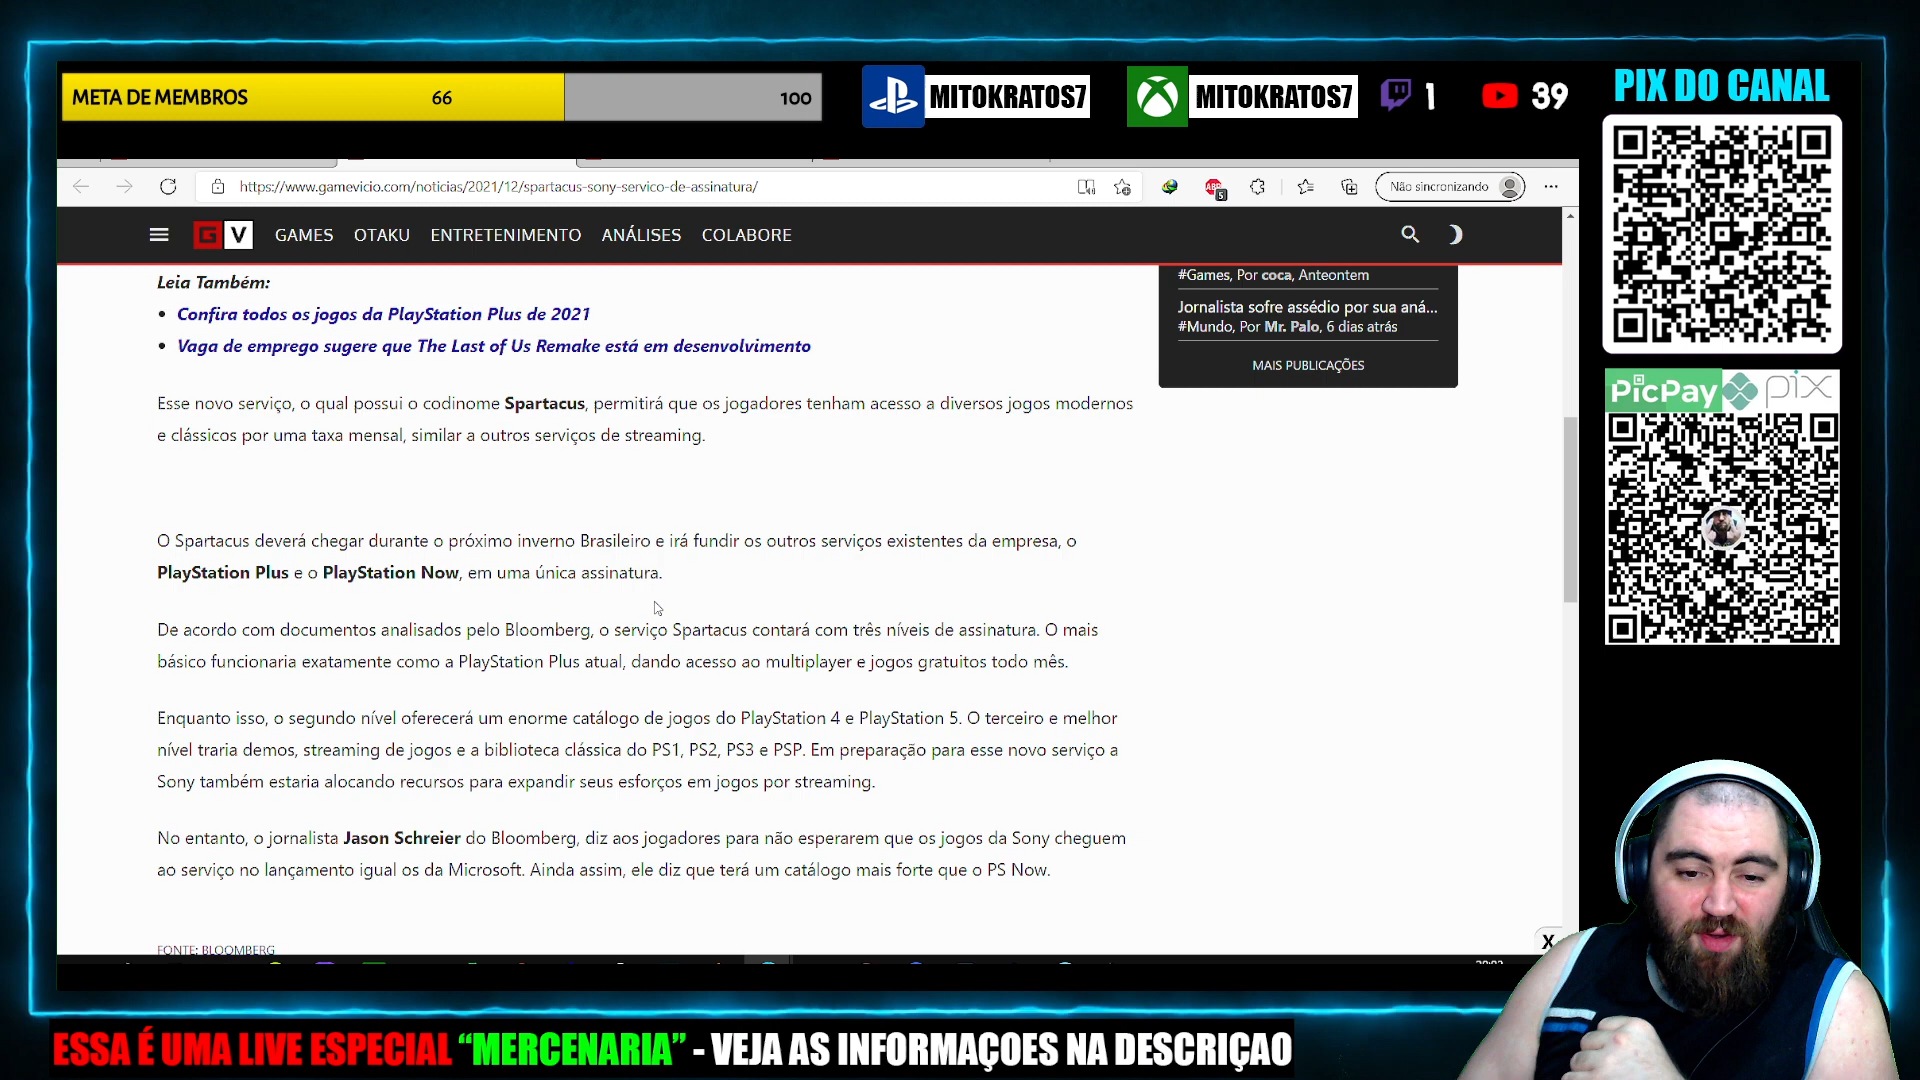 META DE MEMBROS 66 100
MITOKRATOS7
MITOKRATOS7
1
39
PIX DO CANAL
https://www.gamevicio.com/noticias/2021/12/spartacus-sony-servico-de-assinatura/
ABP
5
Não sincronizando
G V
GAMES OTAKU ENTRETENIMENTO ANÁLISES COLABORE
Leia Também:
• Confira todos os jogos da PlayStation Plus de 2021
• Vaga de emprego sugere que The Last of Us Remake está em desenvolvimento
#Games, Por coca, Anteontem
Jornalista sofre assédio por sua aná...
#Mundo, Por Mr. Palo, 6 dias atrás
MAIS PUBLICAÇÕES
PicPay pix
Esse novo serviço, o qual possui o codinome Spartacus, permitirá que os jogadores tenham acesso a diversos jogos modernos
e clássicos por uma taxa mensal, similar a outros serviços de streaming.
O Spartacus deverá chegar durante o próximo inverno Brasileiro e irá fundir os outros serviços existentes da empresa, o
PlayStation Plus e o PlayStation Now, em uma única assinatura.
De acordo com documentos analisados pelo Bloomberg, o serviço Spartacus contará com três níveis de assinatura. O mais
básico funcionaria exatamente como a PlayStation Plus atual, dando acesso ao multiplayer e jogos gratuitos todo mês.
Enquanto isso, o segundo nível oferecerá um enorme catálogo de jogos do PlayStation 4 e PlayStation 5. O terceiro e melhor
nível traria demos, streaming de jogos e a biblioteca clássica do PS1, PS2, PS3 e PSP. Em preparação para esse novo serviço a
Sony também estaria alocando recursos para expandir seus esforços em jogos por streaming.
No entanto, o jornalista Jason Schreier do Bloomberg, diz aos jogadores para não esperarem que os jogos da Sony cheguem
ao serviço no lançamento igual os da Microsoft. Ainda assim, ele diz que terá um catálogo mais forte que o PS Now.
FONTE: BLOOMBERG
X
ESSA É UMA LIVE ESPECIAL “MERCENARIA” - VEJA AS INFORMAÇOES NA DESCRIÇAO